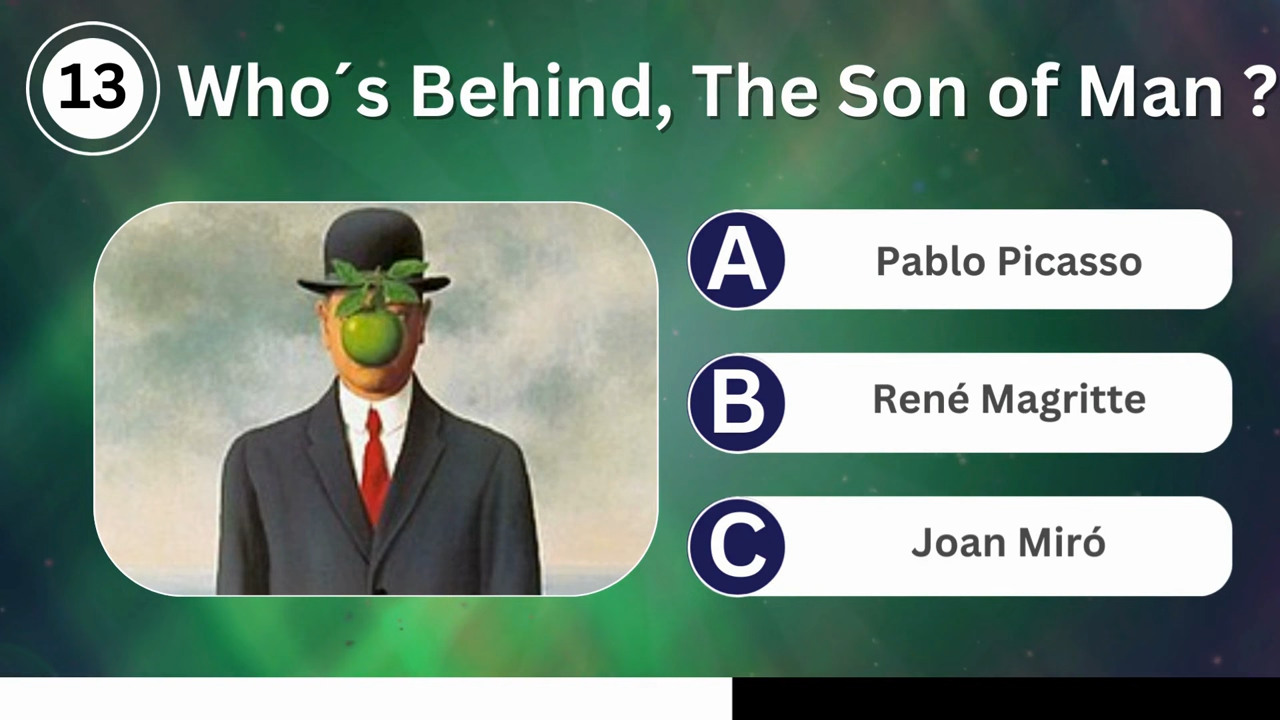 13
Who´s Behind, The Son of Man ?
A
Pablo Picasso
B
René Magritte
C
Joan Miró